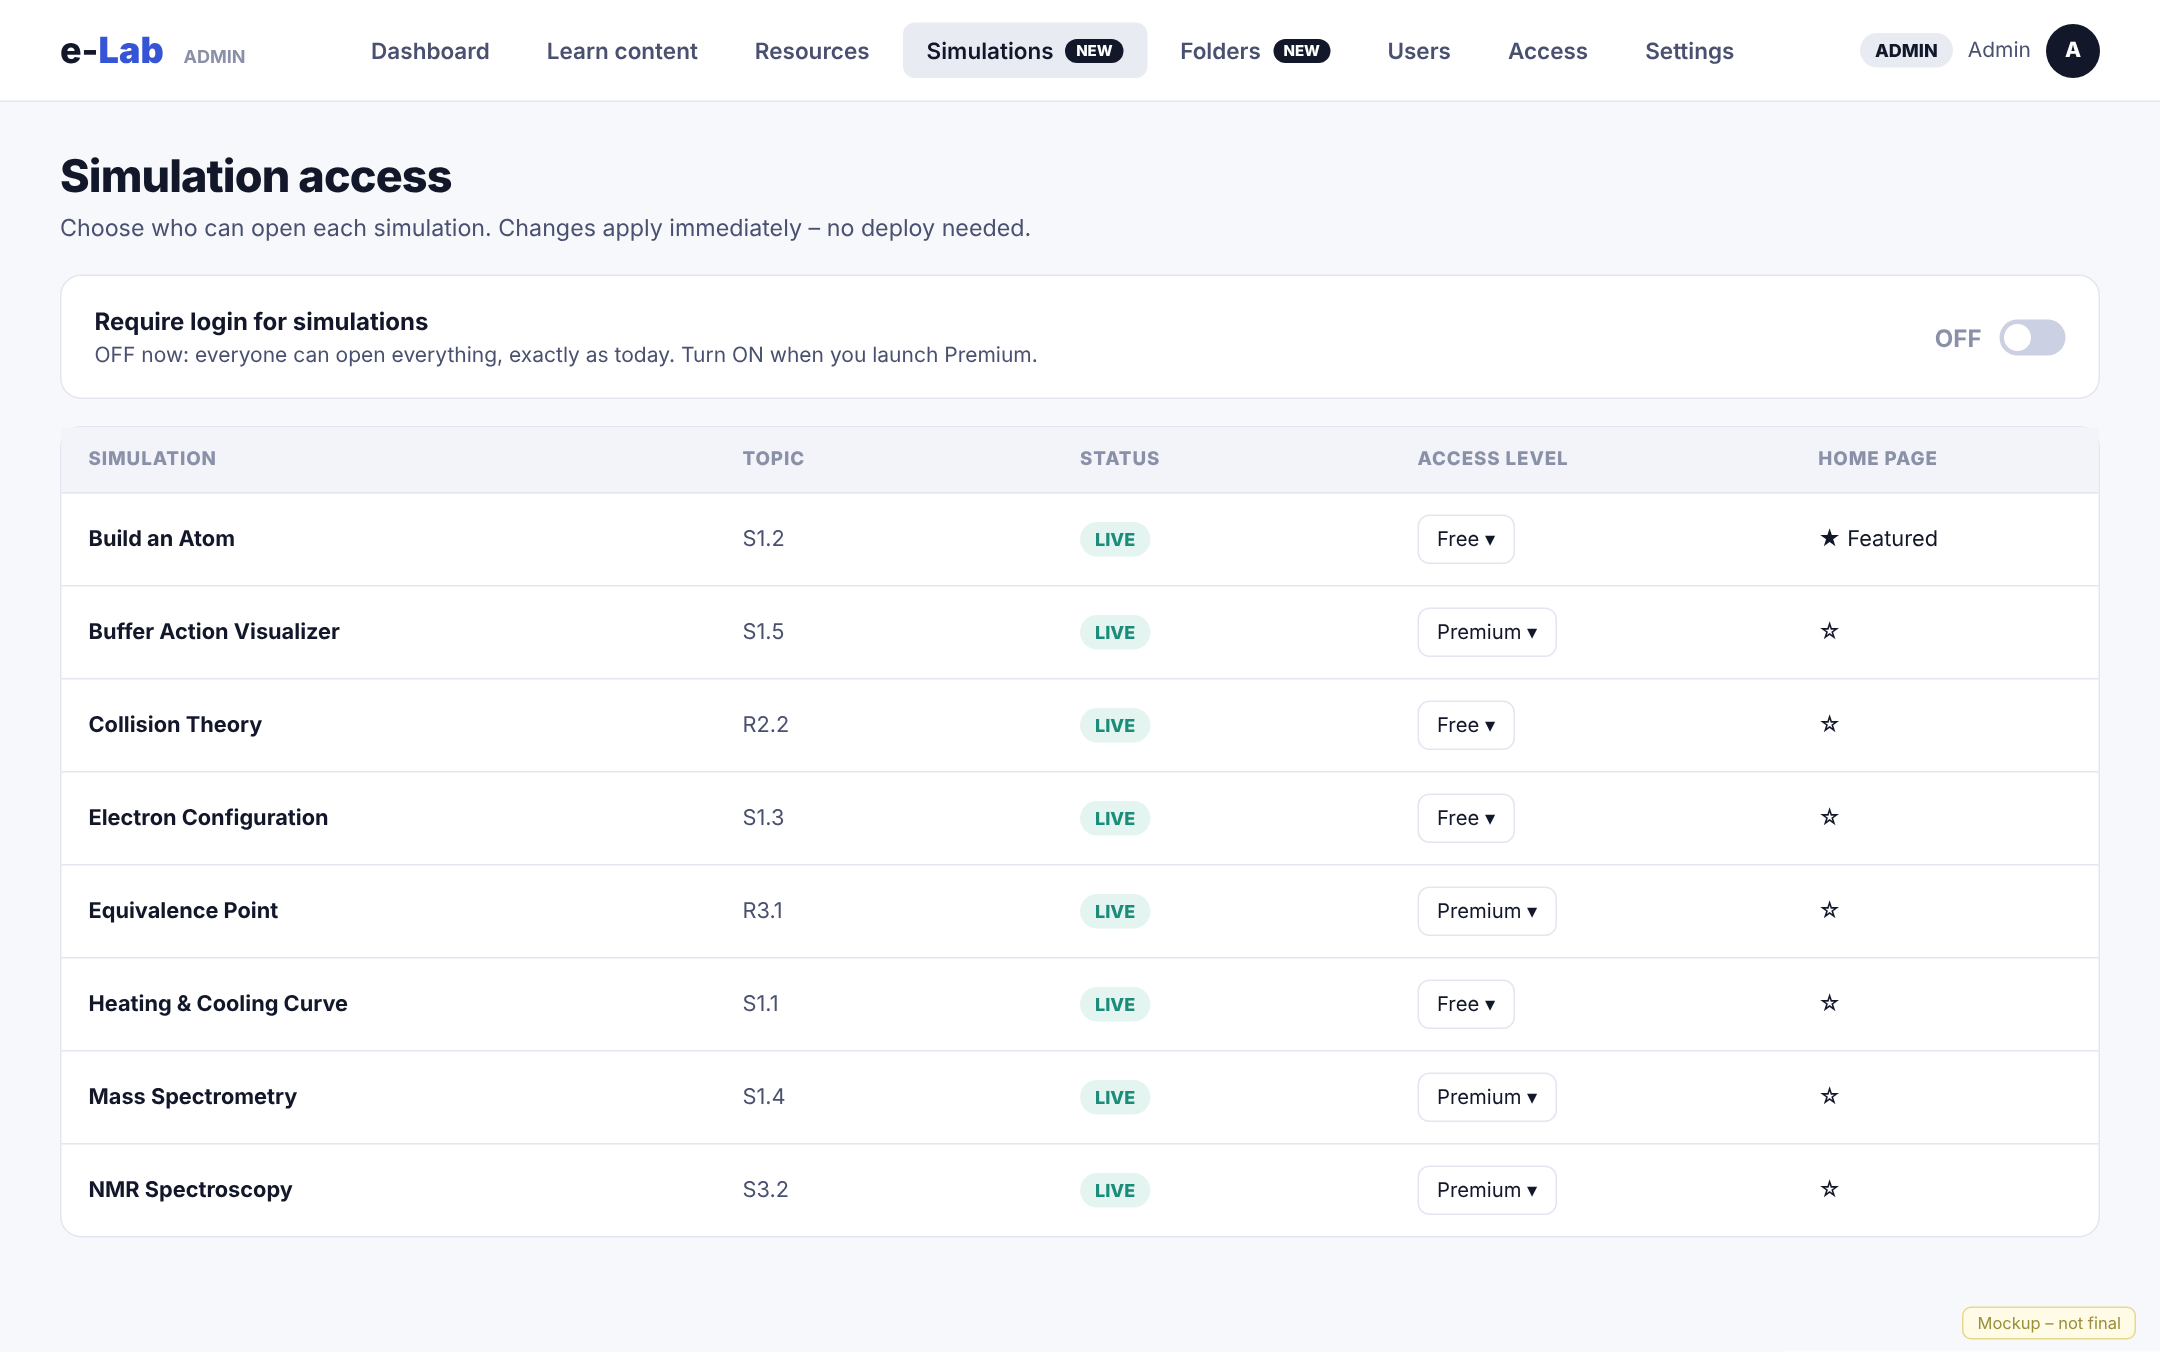 e-Lab ADMIN Dashboard Learn content Resources Simulations NEW Folders NEW Users Access Settings ADMIN Admin A
Simulation access
Choose who can open each simulation. Changes apply immediately – no deploy needed.
Require login for simulations
OFF now: everyone can open everything, exactly as today. Turn ON when you launch Premium.
OFF
SIMULATION TOPIC STATUS ACCESS LEVEL HOME PAGE
Build an Atom S1.2 LIVE Free ▾ ★ Featured
Buffer Action Visualizer S1.5 LIVE Premium ▾ ☆
Collision Theory R2.2 LIVE Free ▾ ☆
Electron Configuration S1.3 LIVE Free ▾ ☆
Equivalence Point R3.1 LIVE Premium ▾ ☆
Heating & Cooling Curve S1.1 LIVE Free ▾ ☆
Mass Spectrometry S1.4 LIVE Premium ▾ ☆
NMR Spectroscopy S3.2 LIVE Premium ▾ ☆
Mockup – not final